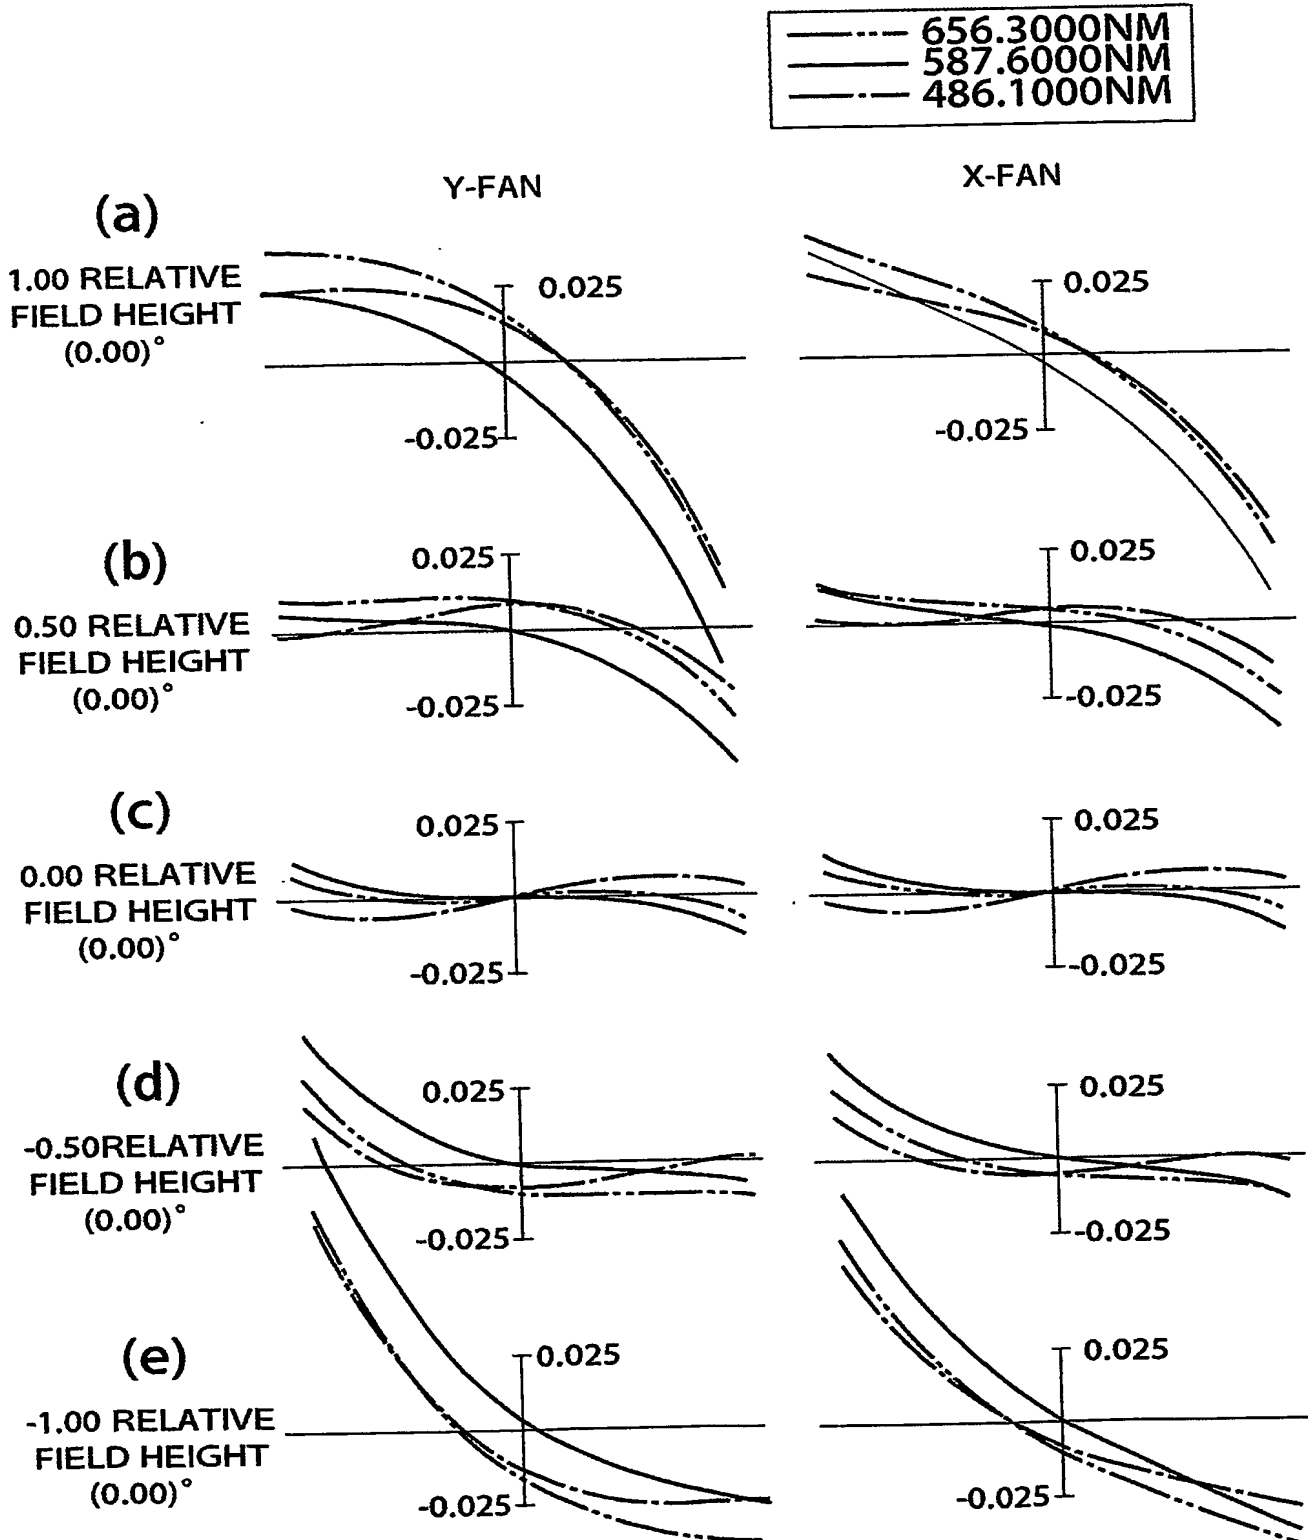 656.3000NM
587.6000NM
486.1000NM
Y-FAN
X-FAN
(a)
1.00 RELATIVE
FIELD HEIGHT
(0.00)°
0.025
-0.025
0.025
-0.025
(b)
0.50 RELATIVE
FIELD HEIGHT
(0.00)°
0.025
-0.025
0.025
-0.025
(c)
0.00 RELATIVE
FIELD HEIGHT
(0.00)°
0.025
-0.025
0.025
-0.025
(d)
-0.50RELATIVE
FIELD HEIGHT
(0.00)°
0.025
-0.025
0.025
-0.025
(e)
-1.00 RELATIVE
FIELD HEIGHT
(0.00)°
0.025
-0.025
0.025
-0.025